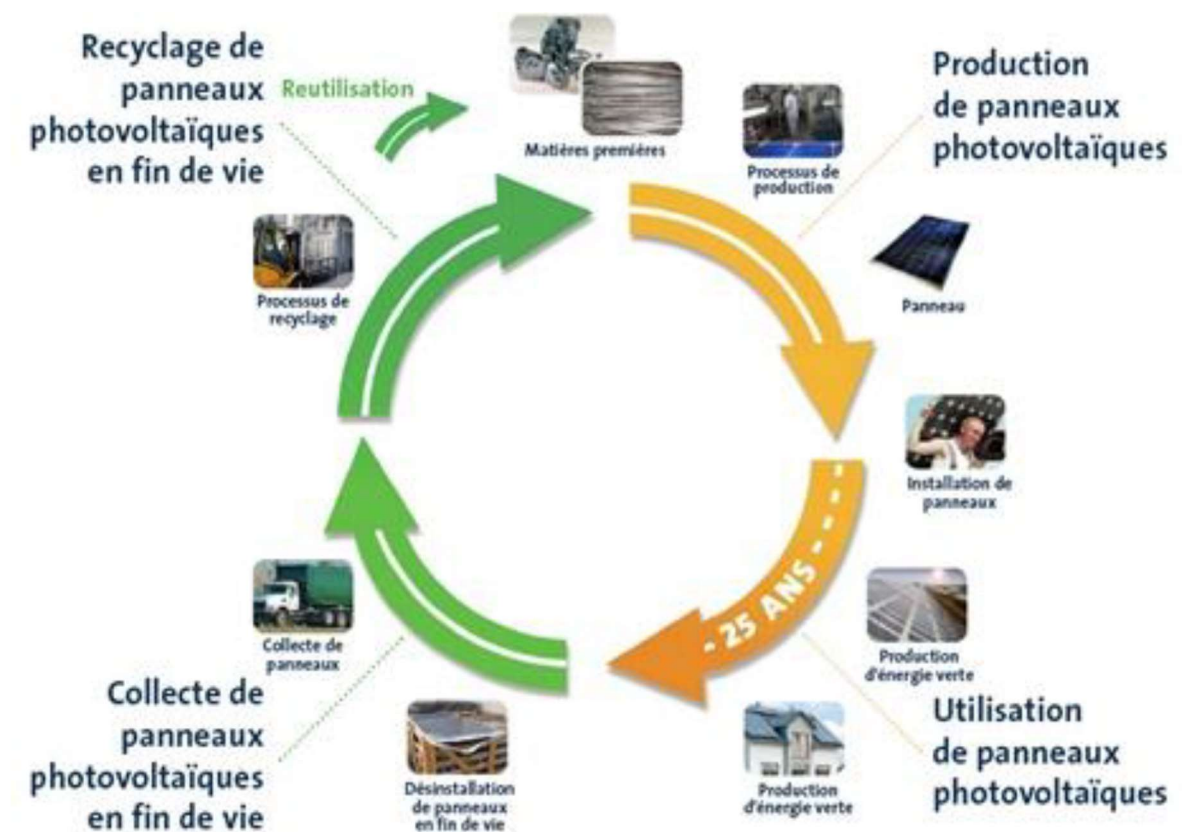 Recyclage de
panneaux
photovoltaïques
en fin de vie
Reutilisation
Matières premières
Processus de
production
Production
de panneaux
photovoltaïques
Panneau
Installation de
panneaux
- 25 ANS - - - -
Production
d'énergie verte
Utilisation
de panneaux
photovoltaïques
Production
d'énergie verte
Désinstallation
de panneaux
en fin de vie
Collecte de
panneaux
Collecte de
panneaux
photovoltaïques
en fin de vie
Processus de
recyclage